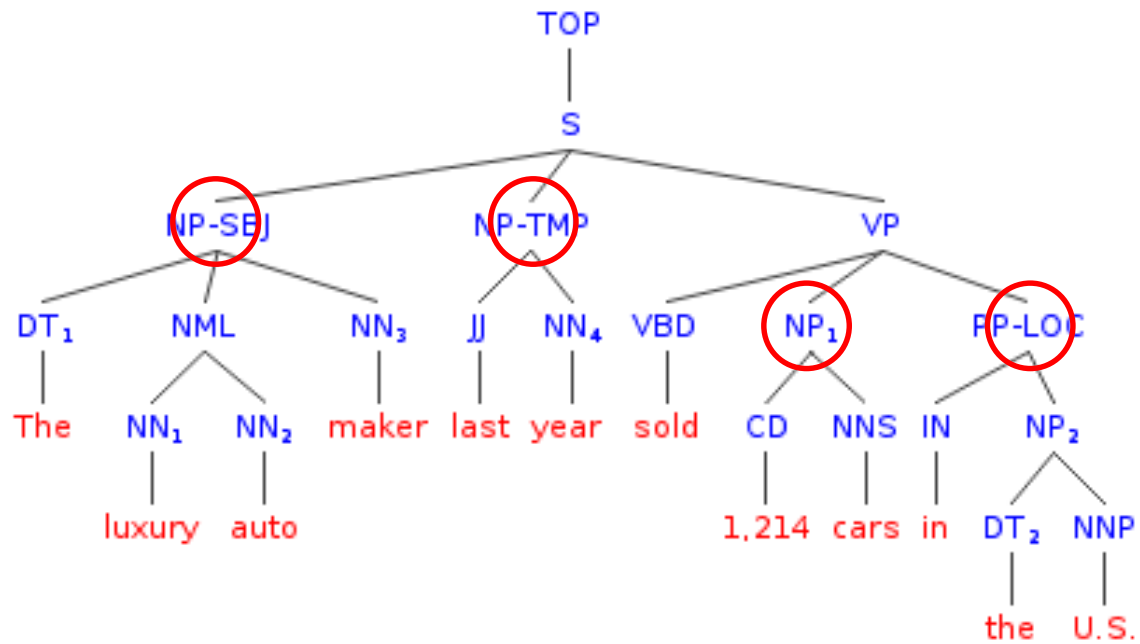 TOP
S
NP-SBJ NP-TMP VP
DT₁ NML NN₃ JJ NN₄ VBD NP₁ PP-LOC
The NN₁ NN₂ maker last year sold CD NNS IN NP₂
luxury auto 1,214 cars in DT₂ NNP
the U.S.